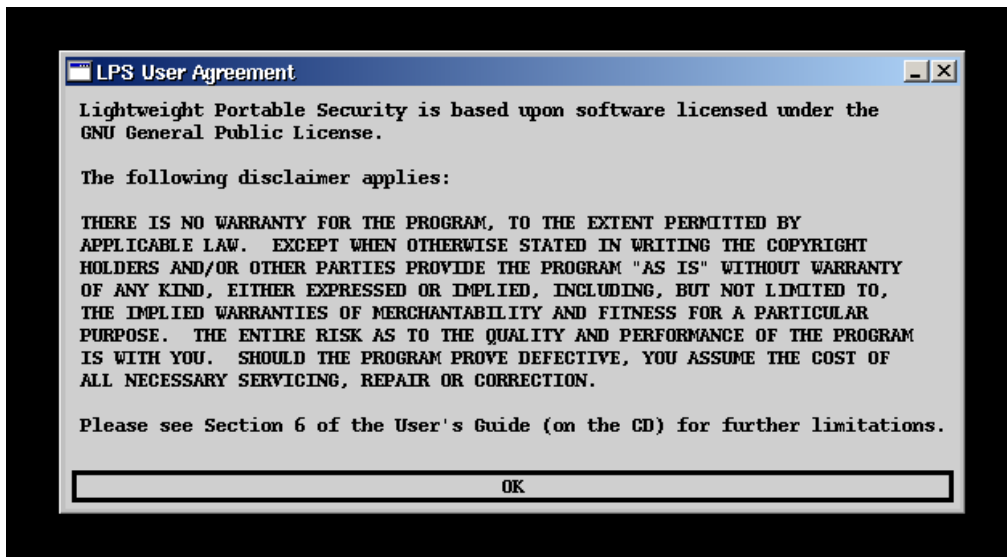 LPS User Agreement
Lightweight Portable Security is based upon software licensed under the
GNU General Public License.
The following disclaimer applies:
THERE IS NO WARRANTY FOR THE PROGRAM, TO THE EXTENT PERMITTED BY
APPLICABLE LAW.  EXCEPT WHEN OTHERWISE STATED IN WRITING THE COPYRIGHT
HOLDERS AND/OR OTHER PARTIES PROVIDE THE PROGRAM "AS IS" WITHOUT WARRANTY
OF ANY KIND, EITHER EXPRESSED OR IMPLIED, INCLUDING, BUT NOT LIMITED TO,
THE IMPLIED WARRANTIES OF MERCHANTABILITY AND FITNESS FOR A PARTICULAR
PURPOSE.  THE ENTIRE RISK AS TO THE QUALITY AND PERFORMANCE OF THE PROGRAM
IS WITH YOU.  SHOULD THE PROGRAM PROVE DEFECTIVE, YOU ASSUME THE COST OF
ALL NECESSARY SERVICING, REPAIR OR CORRECTION.
Please see Section 6 of the User's Guide (on the CD) for further limitations.
OK